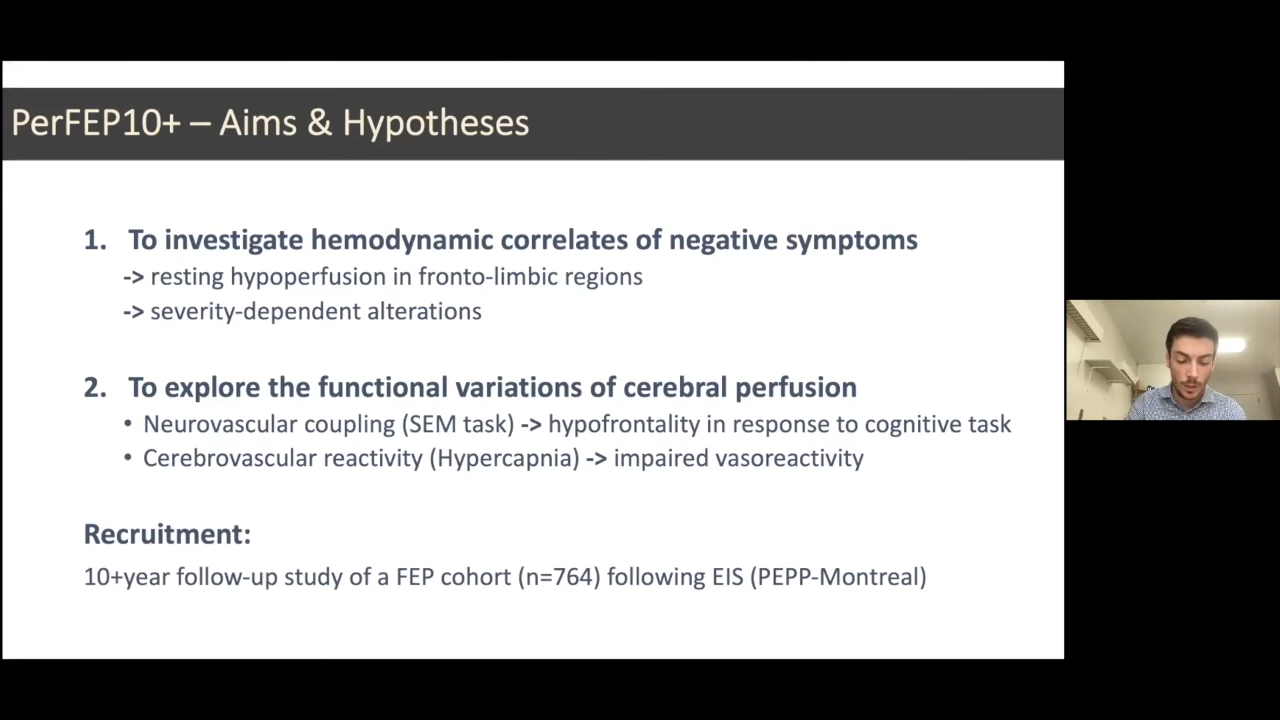 PerFEP10+ – Aims & Hypotheses
1. To investigate hemodynamic correlates of negative symptoms
-> resting hypoperfusion in fronto-limbic regions
-> severity-dependent alterations
2. To explore the functional variations of cerebral perfusion
• Neurovascular coupling (SEM task) -> hypofrontality in response to cognitive task
• Cerebrovascular reactivity (Hypercapnia) -> impaired vasoreactivity
Recruitment:
10+year follow-up study of a FEP cohort (n=764) following EIS (PEPP-Montreal)